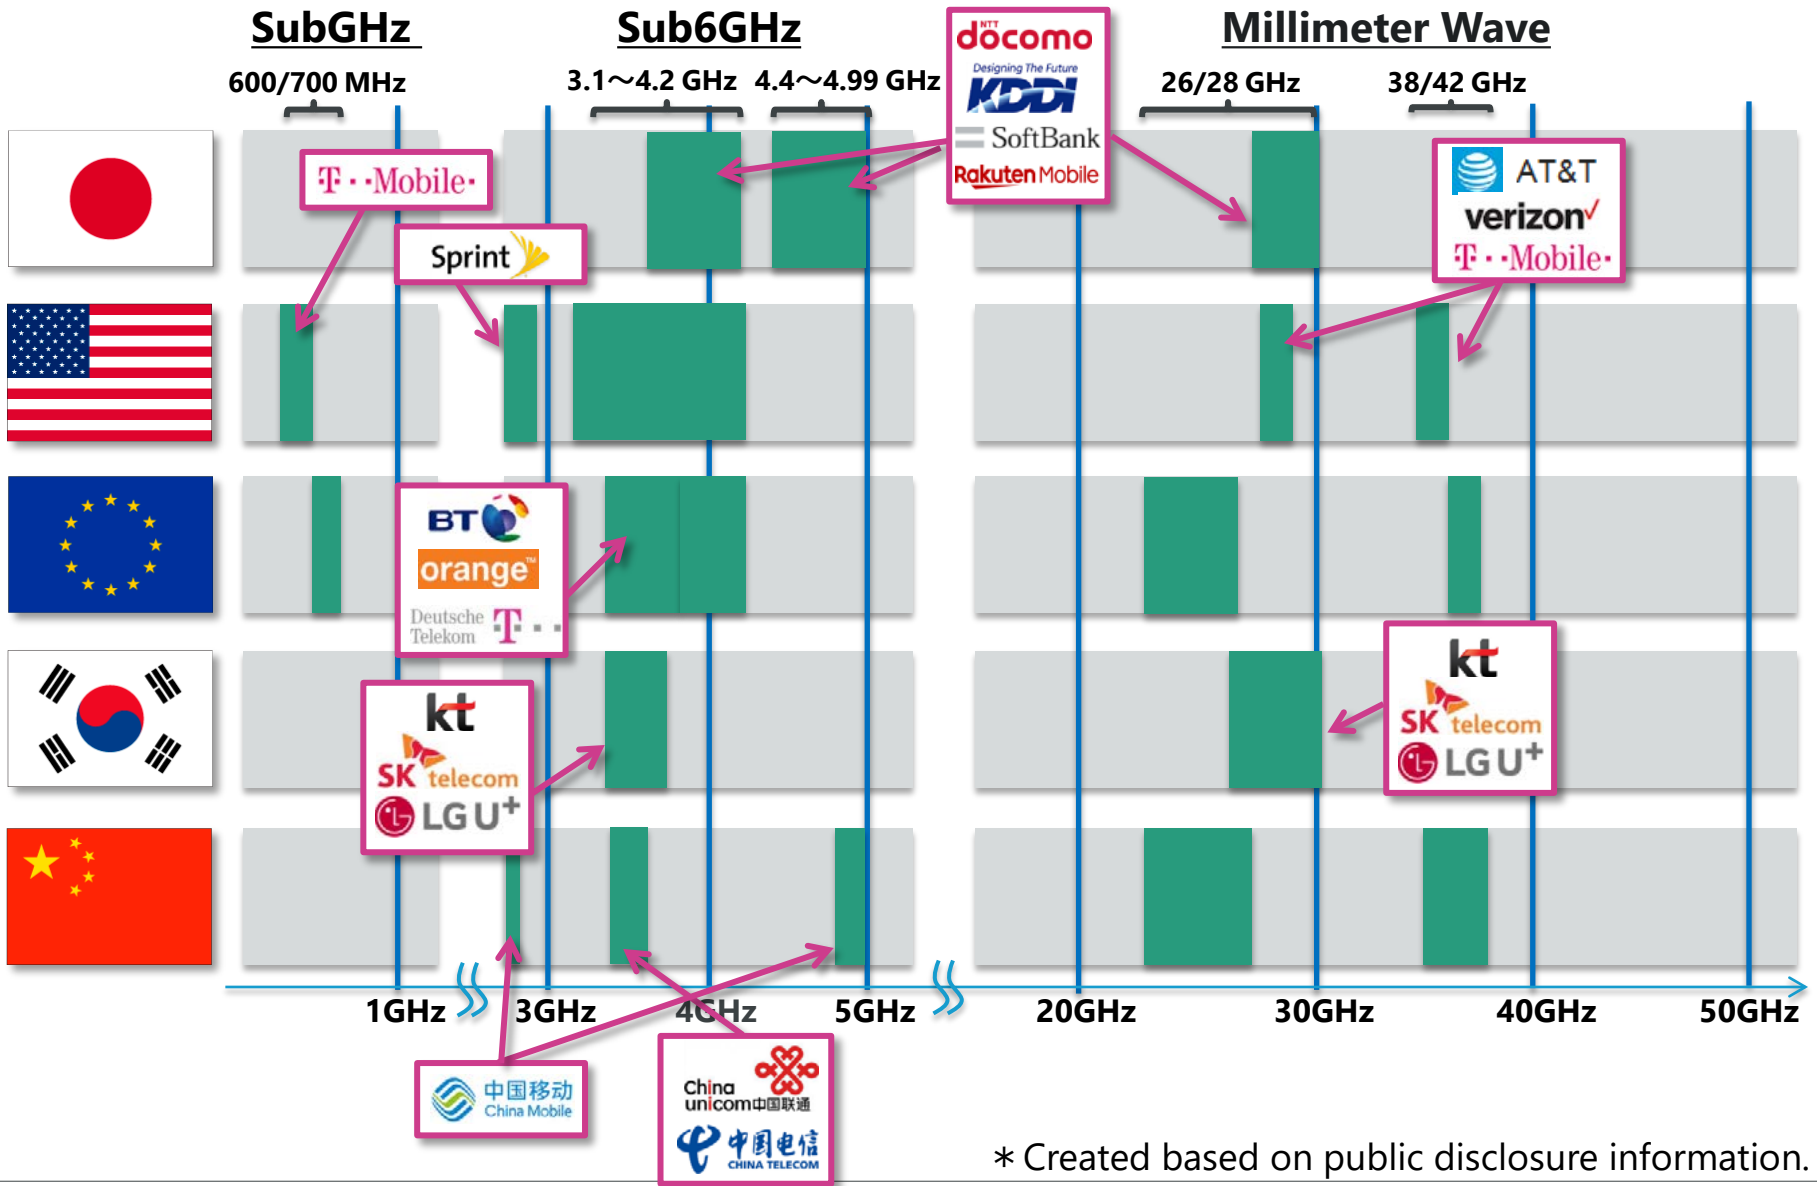 SubGHz
Sub6GHz
Millimeter Wave
600/700 MHz
3.1～4.2 GHz
4.4～4.99 GHz
26/28 GHz
38/42 GHz
NTT
döcomo
Designing The Future
KDDI
SoftBank
Rakuten Mobile
T··Mobile·
Sprint
AT&T
verizon✓
T··Mobile·
BT
orange™
Deutsche
Telekom
T··
kt
SK telecom
LG U+
kt
SK telecom
LG U+
1GHz
3GHz
4GHz
5GHz
20GHz
30GHz
40GHz
50GHz
中国移动
China Mobile
China
unicom中国联通
中国电信
CHINA TELECOM
＊Created based on public disclosure information.